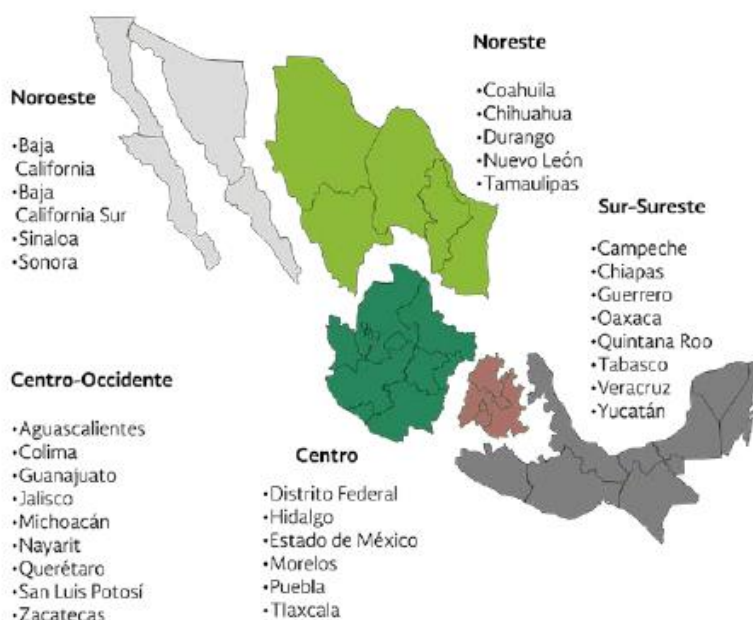 Noroeste
•Baja
California
•Baja
California Sur
•Sinaloa
•Sonora
Noreste
•Coahuila
•Chihuahua
•Durango
•Nuevo León
•Tamaulipas
Sur-Sureste
•Campeche
•Chiapas
•Guerrero
•Oaxaca
•Quintana Roo
•Tabasco
•Veracruz
•Yucatán
Centro-Occidente
•Aguascalientes
•Colima
•Guanajuato
•Jalisco
•Michoacán
•Nayarit
•Querétaro
•San Luis Potosí
•Zacatecas
Centro
•Distrito Federal
•Hidalgo
•Estado de México
•Morelos
•Puebla
•Tlaxcala